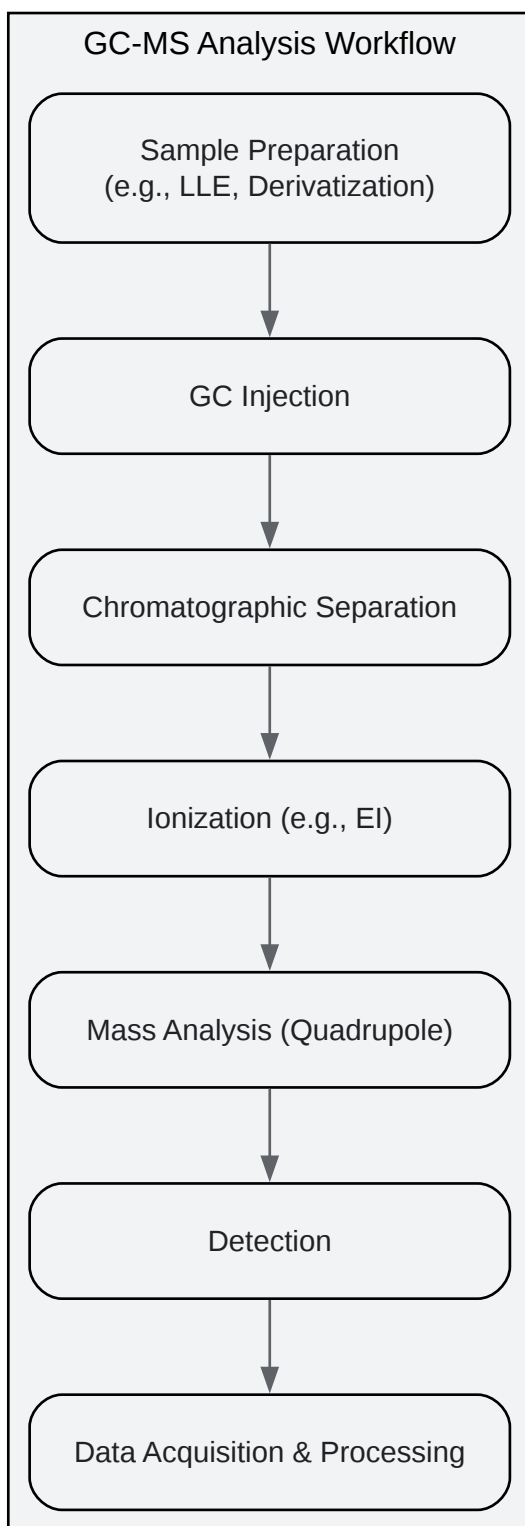 GC-MS Analysis Workflow
Sample Preparation
(e.g., LLE, Derivatization)
GC Injection
Chromatographic Separation
Ionization (e.g., EI)
Mass Analysis (Quadrupole)
Detection
Data Acquisition & Processing